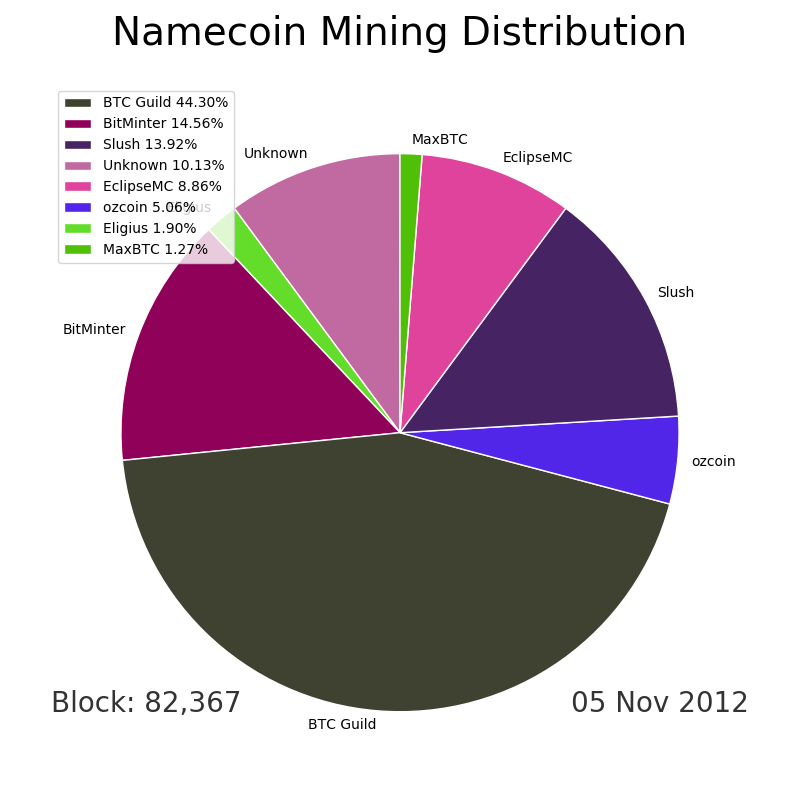 Namecoin Mining Distribution
BTC Guild 44.30%
BitMinter 14.56%
Slush 13.92%
Unknown 10.13%
EclipseMC 8.86%
ozcoin 5.06%
Eligius 1.90%
MaxBTC 1.27%
Unknown
MaxBTC
EclipseMC
Eligius
Slush
BitMinter
ozcoin
BTC Guild
Block: 82,367
05 Nov 2012